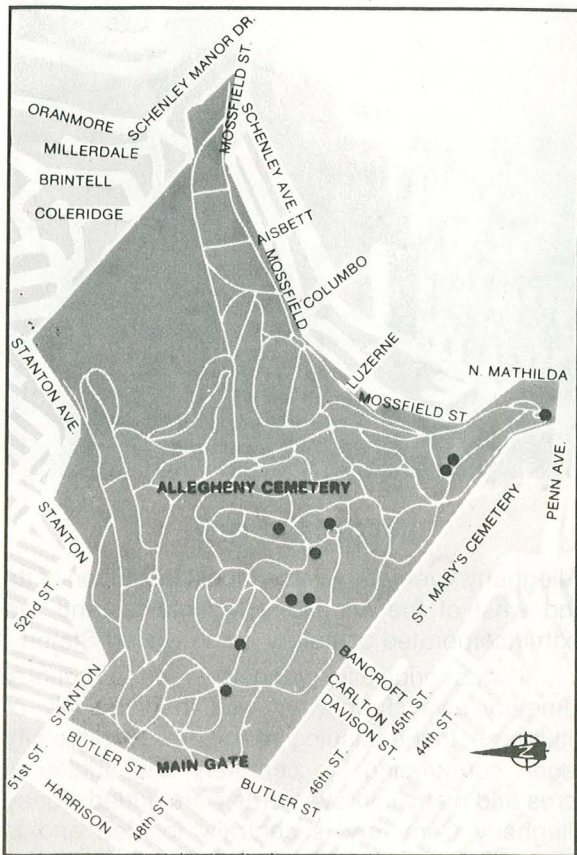 SCHENLEY MANOR DR.
MOSSFIELD ST.
ORANMORE
MILLERDALE
BRINTELL
COLERIDGE
SCHENLEY AVE.
AISBETT
MOSSFIELD
COLUMBO
LUZERNE
N. MATHILDA
MOSSFIELD ST.
STANTON AVE.
PENN AVE.
ALLEGHENY CEMETERY
ST. MARY'S CEMETERY
STANTON
52nd ST.
STANTON
BANCROFT
CARLTON
DAVISON ST.
45th ST.
44th ST.
46th ST.
BUTLER ST.
MAIN GATE
BUTLER ST.
51st ST.
HARRISON
48th ST
N